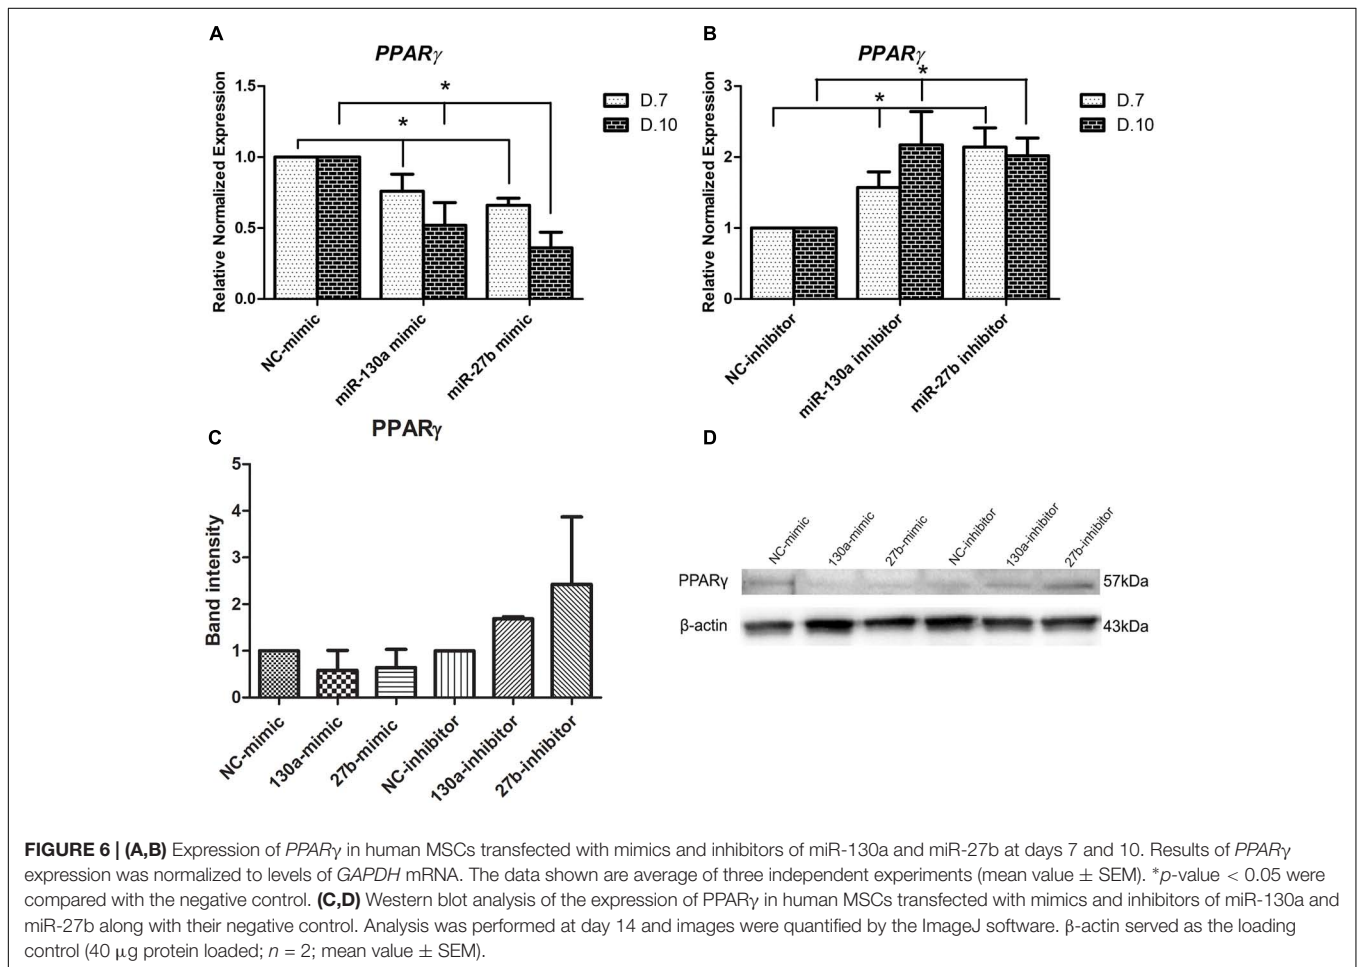 A
PPARγ
Relative Normalized Expression
1.5
1.0
0.5
0.0
*
*
D.7
D.10
NC-mimic
miR-130a mimic
miR-27b mimic
B
PPARγ
Relative Normalized Expression
3
2
1
0
*
*
D.7
D.10
NC-inhibitor
miR-130a inhibitor
miR-27b inhibitor
C
PPARγ
Band intensity
5
4
3
2
1
0
NC-mimic
130a-mimic
27b-mimic
NC-inhibitor
130a-inhibitor
27b-inhibitor
D
NC-mimic
130a-mimic
27b-mimic
NC-inhibitor
130a-inhibitor
27b-inhibitor
PPARγ
57kDa
β-actin
43kDa
FIGURE 6 | (A,B) Expression of PPARγ in human MSCs transfected with mimics and inhibitors of miR-130a and miR-27b at days 7 and 10. Results of PPARγ
expression was normalized to levels of GAPDH mRNA. The data shown are average of three independent experiments (mean value ± SEM). *p-value < 0.05 were
compared with the negative control. (C,D) Western blot analysis of the expression of PPARγ in human MSCs transfected with mimics and inhibitors of miR-130a and
miR-27b along with their negative control. Analysis was performed at day 14 and images were quantified by the ImageJ software. β-actin served as the loading
control (40 μg protein loaded; n = 2; mean value ± SEM).